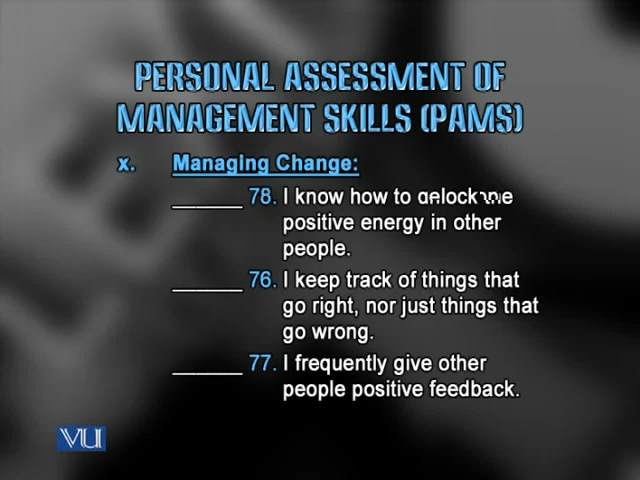 PERSONAL ASSESSMENT OF
MANAGEMENT SKILLS (PAMS)
x. Managing Change:
______ 78. I know how to
positive energy in other
people.
______ 76. I keep track of things that
go right, nor just things that
go wrong.
______ 77. I frequently give other
people positive feedback.
VU